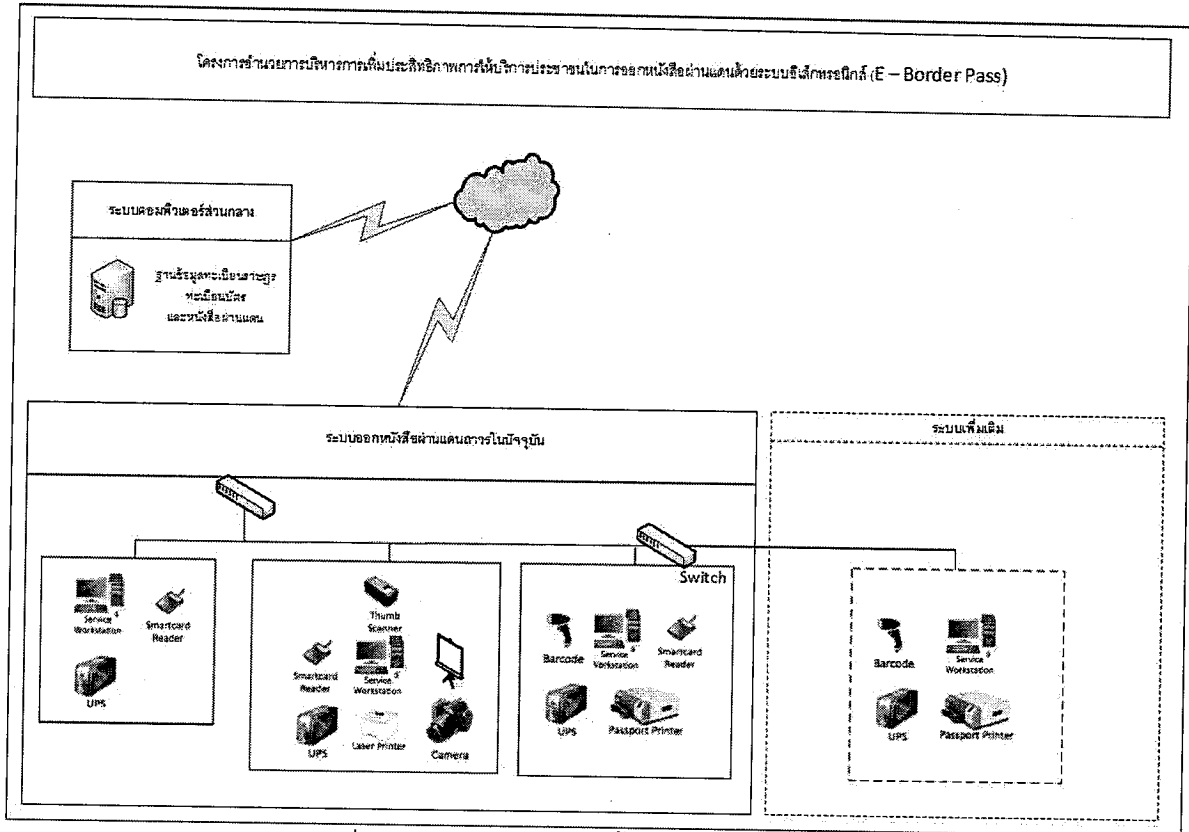 โครงการอำนวยการบริหารการเพิ่มประสิทธิภาพการให้บริการประชาชนในการออกหนังสือผ่านแดนด้วยระบบอิเล็กทรอนิกส์ (E – Border Pass)
ระบบคอมพิวเตอร์ส่วนกลาง
ฐานข้อมูลทะเบียนราษฎร
ทะเบียนบัตร
และหนังสือผ่านแดน
ระบบออกหนังสือผ่านแดนถาวรในปัจจุบัน
ระบบเพิ่มเติม
Switch
Service
Workstation
Smartcard
Reader
UPS
Thumb
Scanner
Smartcard
Reader
Service
Workstation
UPS
Laser Printer
Camera
Barcode
Service
Workstation
Smartcard
Reader
UPS
Passport Printer
Barcode
Service
Workstation
UPS
Passport Printer